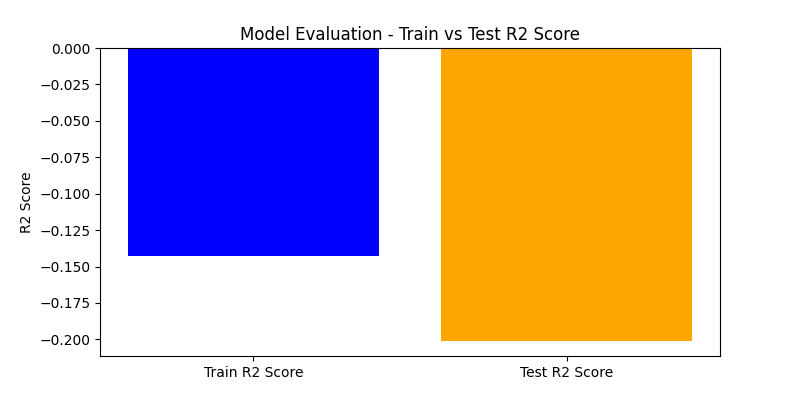 Model Evaluation - Train vs Test R2 Score
0.000
−0.025
−0.050
−0.075
−0.100
−0.125
−0.150
−0.175
−0.200
R2 Score
Train R2 Score
Test R2 Score